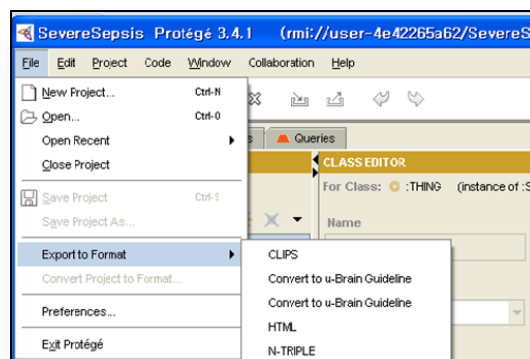 SevereSepsis Protégé 3.4.1 (rmi://user-4e42265a62/SevereS
File Edit Project Code Window Collaboration Help
New Project... Ctrl-N
Open... Ctrl-O
Open Recent
s Queries
Close Project
CLASS EDITOR
For Class: :THING (instance of :S
Save Project Ctrl-S
Save Project As...
Name
Export to Format
CLIPS
Convert Project to Format...
Convert to u-Brain Guideline
Convert to u-Brain Guideline
Preferences...
HTML
Exit Protégé
N-TRIPLE